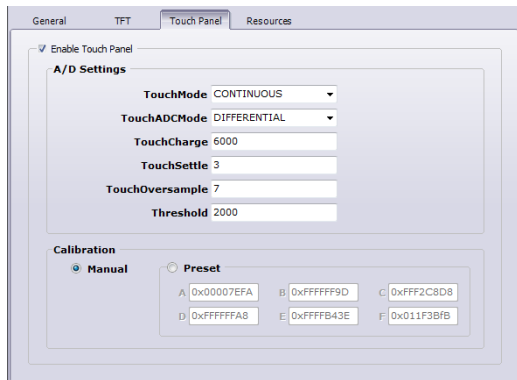 General TFT Touch Panel Resources
Enable Touch Panel
A/D Settings
TouchMode CONTINUOUS
TouchADCMode DIFFERENTIAL
TouchCharge 6000
TouchSettle 3
TouchOversample 7
Threshold 2000
Calibration
Manual Preset
A 0x00007EFA B 0xFFFFFF9D C 0xFFF2C8D8
D 0xFFFFFFA8 E 0xFFFFB43E F 0x011F3BfB